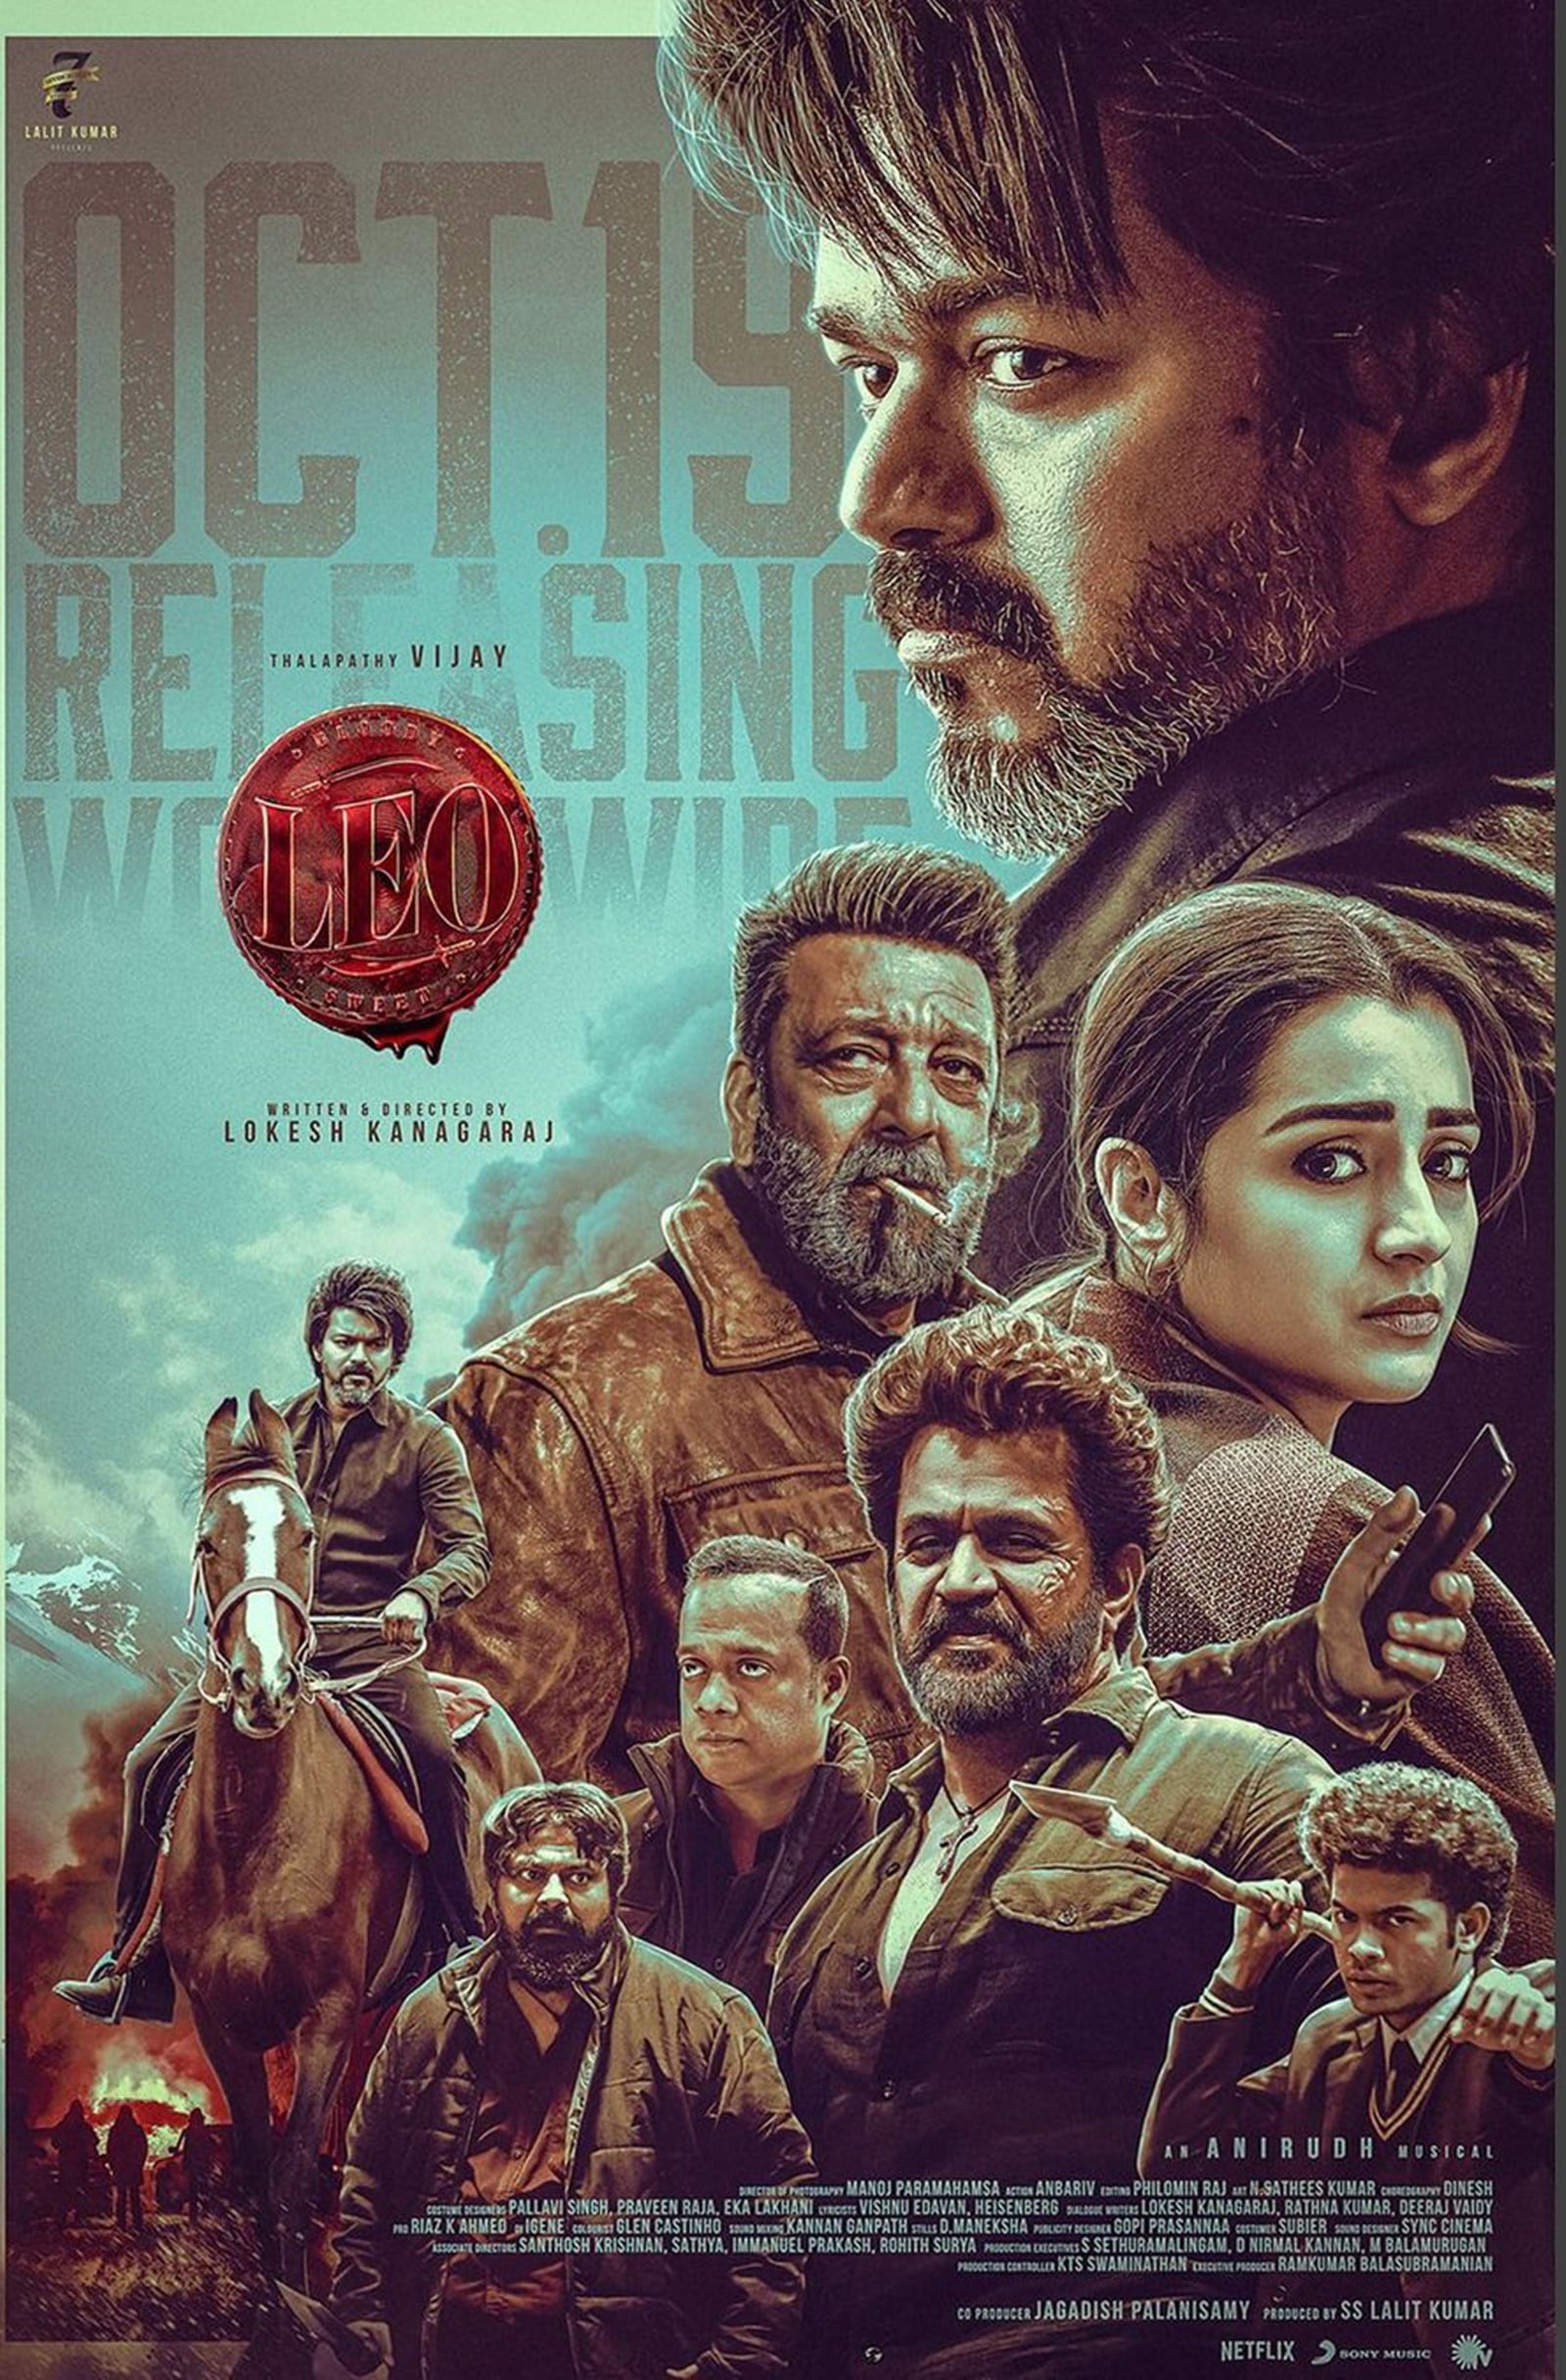 LALIT KUMAR
PRESENTS
OCT.19
RELEASING
WORLDWIDE
THALAPATHY VIJAY
BLOODY
LEO
SWEET
WRITTEN & DIRECTED BY
LOKESH KANAGARAJ
AN ANIRUDH MUSICAL
DIRECTOR OF PHOTOGRAPHY MANOJ PARAMAHAMSA ACTION ANBARIV EDITING PHILOMIN RAJ ART N.SATHEES KUMAR CHOREOGRAPHY DINESH
COSTUME DESIGNERS PALLAVI SINGH, PRAVEEN RAJA, EKA LAKHANI LYRICISTS VISHNU EDAVAN, HEISENBERG DIALOGUE WRITERS LOKESH KANAGARAJ, RATHNA KUMAR, DEERAJ VAIDY
PRO RIAZ K AHMED DI IGENE COLOURIST GLEN CASTINHO SOUND MIXING KANNAN GANPATH STILLS D.MANEKSHA PUBLICITY DESIGNER GOPI PRASANNAA COSTUMER SUBIER SOUND DESIGNER SYNC CINEMA
ASSOCIATE DIRECTORS SANTHOSH KRISHNAN, SATHYA, IMMANUEL PRAKASH, ROHITH SURYA PRODUCTION EXECUTIVES S SETHURAMALINGAM, D NIRMAL KANNAN, M BALAMURUGAN
PRODUCTION CONTROLLER KTS SWAMINATHAN EXECUTIVE PRODUCER RAMKUMAR BALASUBRAMANIAN
CO PRODUCER JAGADISH PALANISAMY PRODUCED BY SS LALIT KUMAR
NETFLIX SONY MUSIC